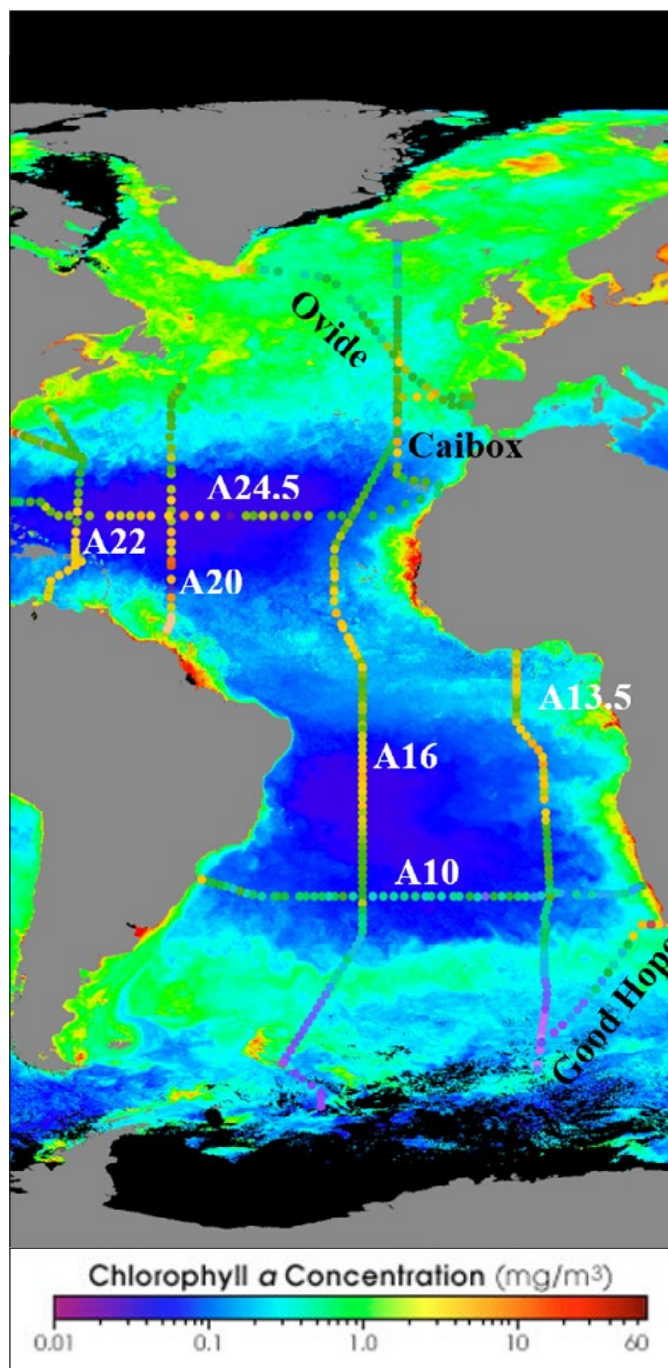 Ovide
Caibox
A24.5
A22
A20
A13.5
A16
A10
Good Hope
Chlorophyll a Concentration (mg/m³)
0.01 0.1 1.0 10 60